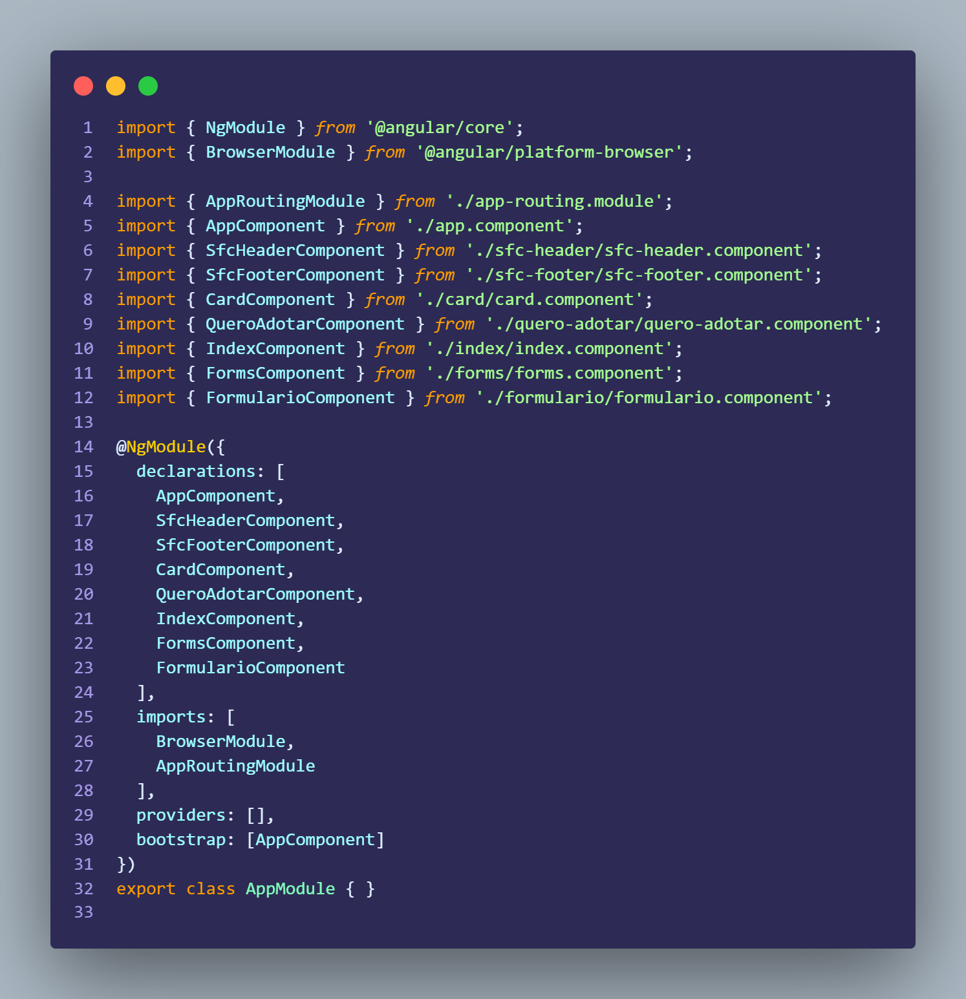 1 import { NgModule } from '@angular/core';
2 import { BrowserModule } from '@angular/platform-browser';
3
4 import { AppRoutingModule } from './app-routing.module';
5 import { AppComponent } from './app.component';
6 import { SfcHeaderComponent } from './sfc-header/sfc-header.component';
7 import { SfcFooterComponent } from './sfc-footer/sfc-footer.component';
8 import { CardComponent } from './card/card.component';
9 import { QueroAdotarComponent } from './quero-adotar/quero-adotar.component';
10 import { IndexComponent } from './index/index.component';
11 import { FormsComponent } from './forms/forms.component';
12 import { FormularioComponent } from './formulario/formulario.component';
13
14 @NgModule({
15   declarations: [
16     AppComponent,
17     SfcHeaderComponent,
18     SfcFooterComponent,
19     CardComponent,
20     QueroAdotarComponent,
21     IndexComponent,
22     FormsComponent,
23     FormularioComponent
24   ],
25   imports: [
26     BrowserModule,
27     AppRoutingModule
28   ],
29   providers: [],
30   bootstrap: [AppComponent]
31 })
32 export class AppModule { }
33